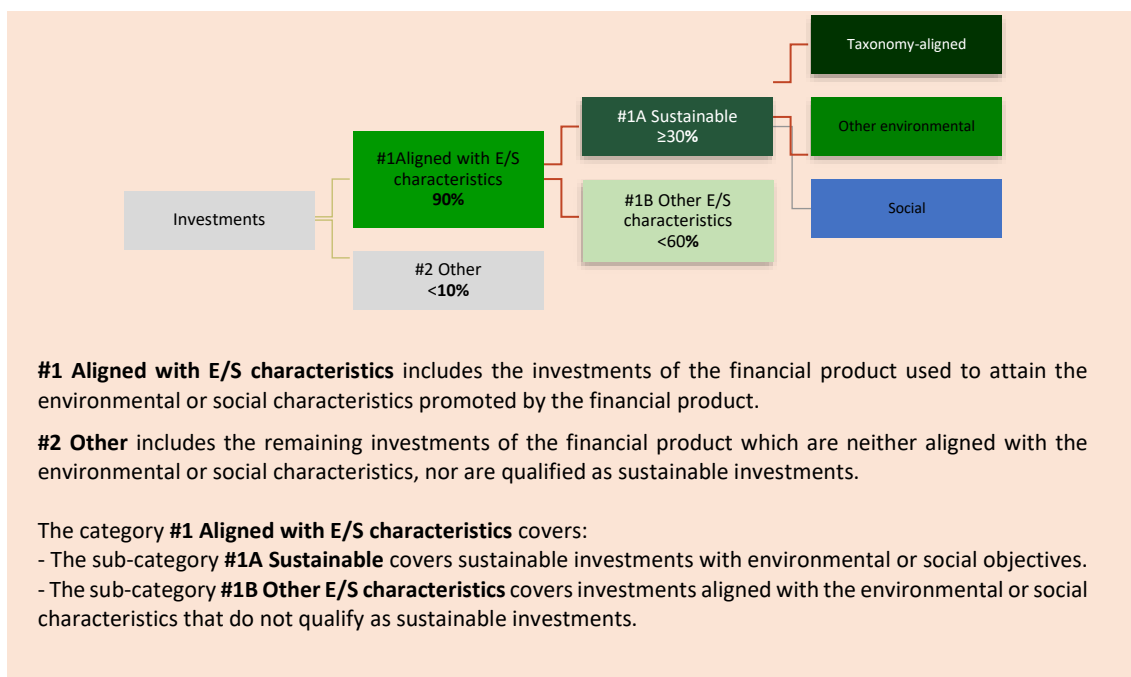 Taxonomy-aligned
#1A Sustainable
≥30%
Other environmental
#1Aligned with E/S
characteristics
90%
#1B Other E/S
characteristics
<60%
Investments
Social
#2 Other
<10%
#1 Aligned with E/S characteristics includes the investments of the financial product used to attain the
environmental or social characteristics promoted by the financial product.
#2 Other includes the remaining investments of the financial product which are neither aligned with the
environmental or social characteristics, nor are qualified as sustainable investments.
The category #1 Aligned with E/S characteristics covers:
- The sub-category #1A Sustainable covers sustainable investments with environmental or social objectives.
- The sub-category #1B Other E/S characteristics covers investments aligned with the environmental or social
characteristics that do not qualify as sustainable investments.